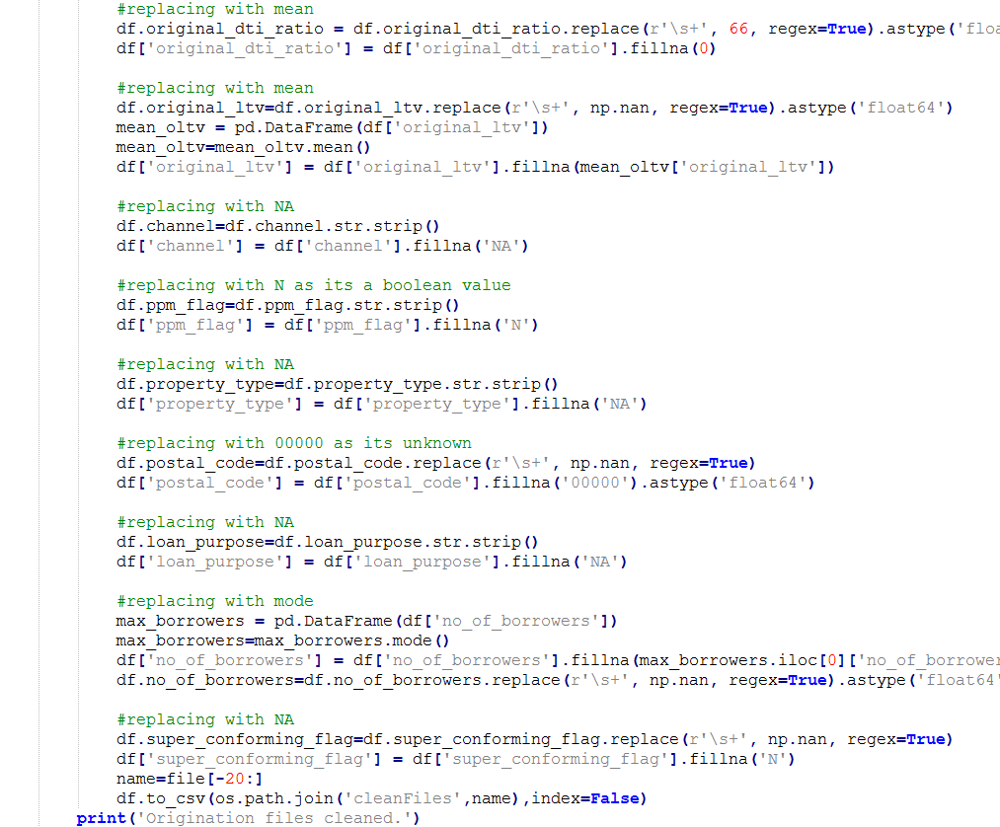 #replacing with mean
df.original_dti_ratio = df.original_dti_ratio.replace(r'\s+', 66, regex=True).astype('floa
df['original_dti_ratio'] = df['original_dti_ratio'].fillna(0)
#replacing with mean
df.original_ltv=df.original_ltv.replace(r'\s+', np.nan, regex=True).astype('float64')
mean_oltv = pd.DataFrame(df['original_ltv'])
mean_oltv=mean_oltv.mean()
df['original_ltv'] = df['original_ltv'].fillna(mean_oltv['original_ltv'])
#replacing with NA
df.channel=df.channel.str.strip()
df['channel'] = df['channel'].fillna('NA')
#replacing with N as its a boolean value
df.ppm_flag=df.ppm_flag.str.strip()
df['ppm_flag'] = df['ppm_flag'].fillna('N')
#replacing with NA
df.property_type=df.property_type.str.strip()
df['property_type'] = df['property_type'].fillna('NA')
#replacing with 00000 as its unknown
df.postal_code=df.postal_code.replace(r'\s+', np.nan, regex=True)
df['postal_code'] = df['postal_code'].fillna('00000').astype('float64')
#replacing with NA
df.loan_purpose=df.loan_purpose.str.strip()
df['loan_purpose'] = df['loan_purpose'].fillna('NA')
#replacing with mode
max_borrowers = pd.DataFrame(df['no_of_borrowers'])
max_borrowers=max_borrowers.mode()
df['no_of_borrowers'] = df['no_of_borrowers'].fillna(max_borrowers.iloc[0]['no_of_borrower
df.no_of_borrowers=df.no_of_borrowers.replace(r'\s+', np.nan, regex=True).astype('float64'
#replacing with NA
df.super_conforming_flag=df.super_conforming_flag.replace(r'\s+', np.nan, regex=True)
df['super_conforming_flag'] = df['super_conforming_flag'].fillna('N')
name=file[-20:]
df.to_csv(os.path.join('cleanFiles',name),index=False)
print('Origination files cleaned.')